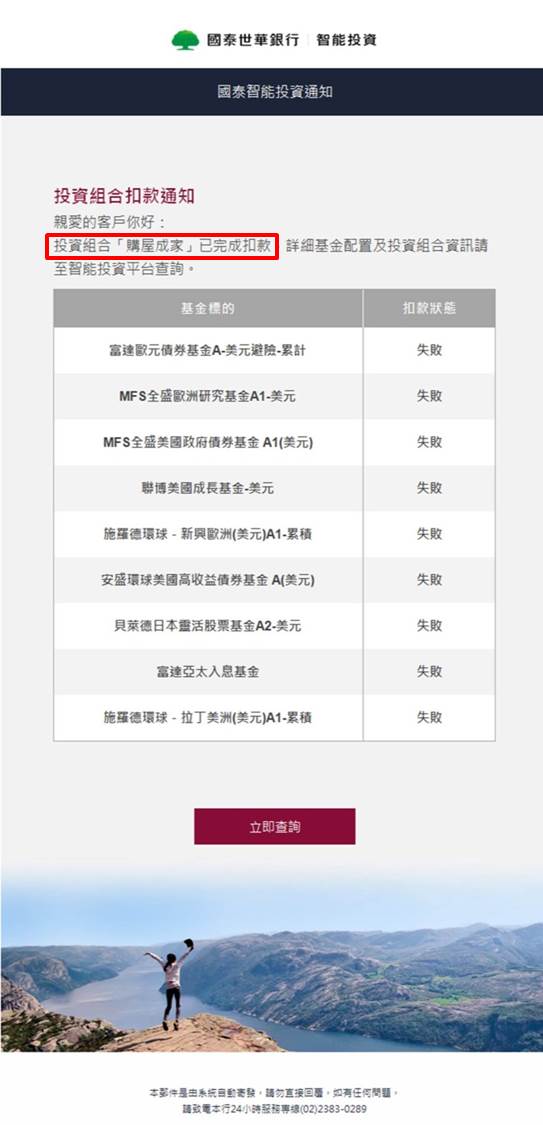 國泰世華銀行 智能投資
國泰智能投資通知
投資組合扣款通知
親愛的客戶你好：
投資組合「購屋成家」已完成扣款 詳細基金配置及投資組合資訊請
至智能投資平台查詢。
基金標的 扣款狀態
富達歐元債券基金A-美元避險-累計 失敗
MFS全盛歐洲研究基金A1-美元 失敗
MFS全盛美國政府債券基金 A1(美元) 失敗
聯博美國成長基金-美元 失敗
施羅德環球 - 新興歐洲(美元)A1-累積 失敗
安盛環球美國高收益債券基金 A(美元) 失敗
貝萊德日本靈活股票基金A2-美元 失敗
富達亞太入息基金 失敗
施羅德環球 - 拉丁美洲(美元)A1-累積 失敗
立即查詢
本郵件是由系統自動寄發，請勿直接回覆。如有任何問題，
請致電本行24小時服務專線(02)2383-0289